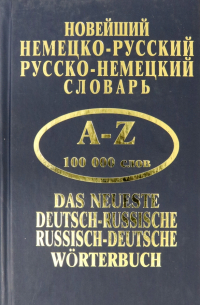 НОВЕЙШИЙ
НЕМЕЦКО-РУССКИЙ
РУССКО-НЕМЕЦКИЙ
СЛОВАРЬ
A-Z
100 000 слов
DAS NEUESTE
DEUTSCH-RUSSISCHE
RUSSISCH-DEUTSCHE
WÖRTERBUCH